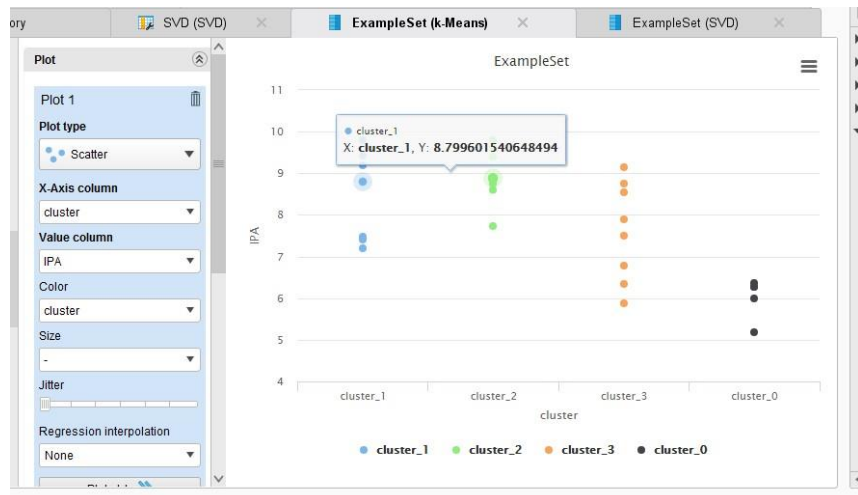 ory
SVD (SVD)
ExampleSet (k-Means)
ExampleSet (SVD)
Plot
Plot 1
Plot type
Scatter
X-Axis column
cluster
Value column
IPA
Color
cluster
Size
-
Jitter
Regression interpolation
None
ExampleSet
11
10
9
8
7
6
5
4
IPA
cluster_1
X: cluster_1, Y: 8.799601540648494
cluster_1 cluster_2 cluster_3 cluster_0
cluster
cluster_1 cluster_2 cluster_3 cluster_0